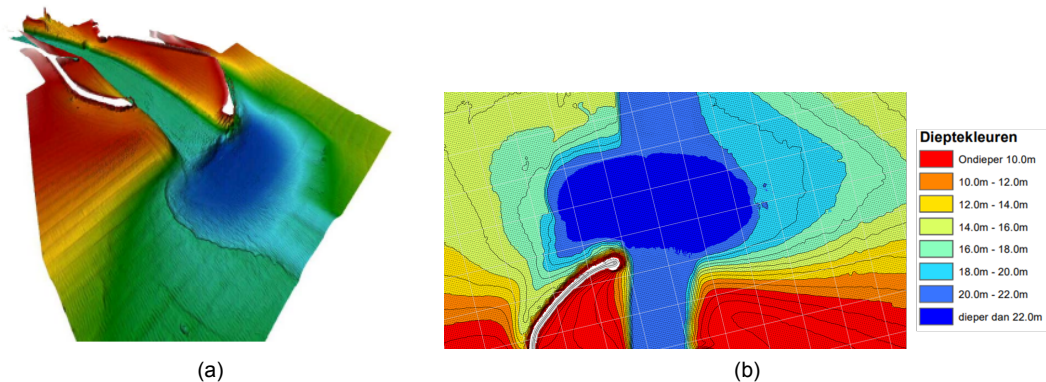 Dieptekleuren
Ondieper 10.0m
10.0m - 12.0m
12.0m - 14.0m
14.0m - 16.0m
16.0m - 18.0m
18.0m - 20.0m
20.0m - 22.0m
dieper dan 22.0m
(a)
(b)